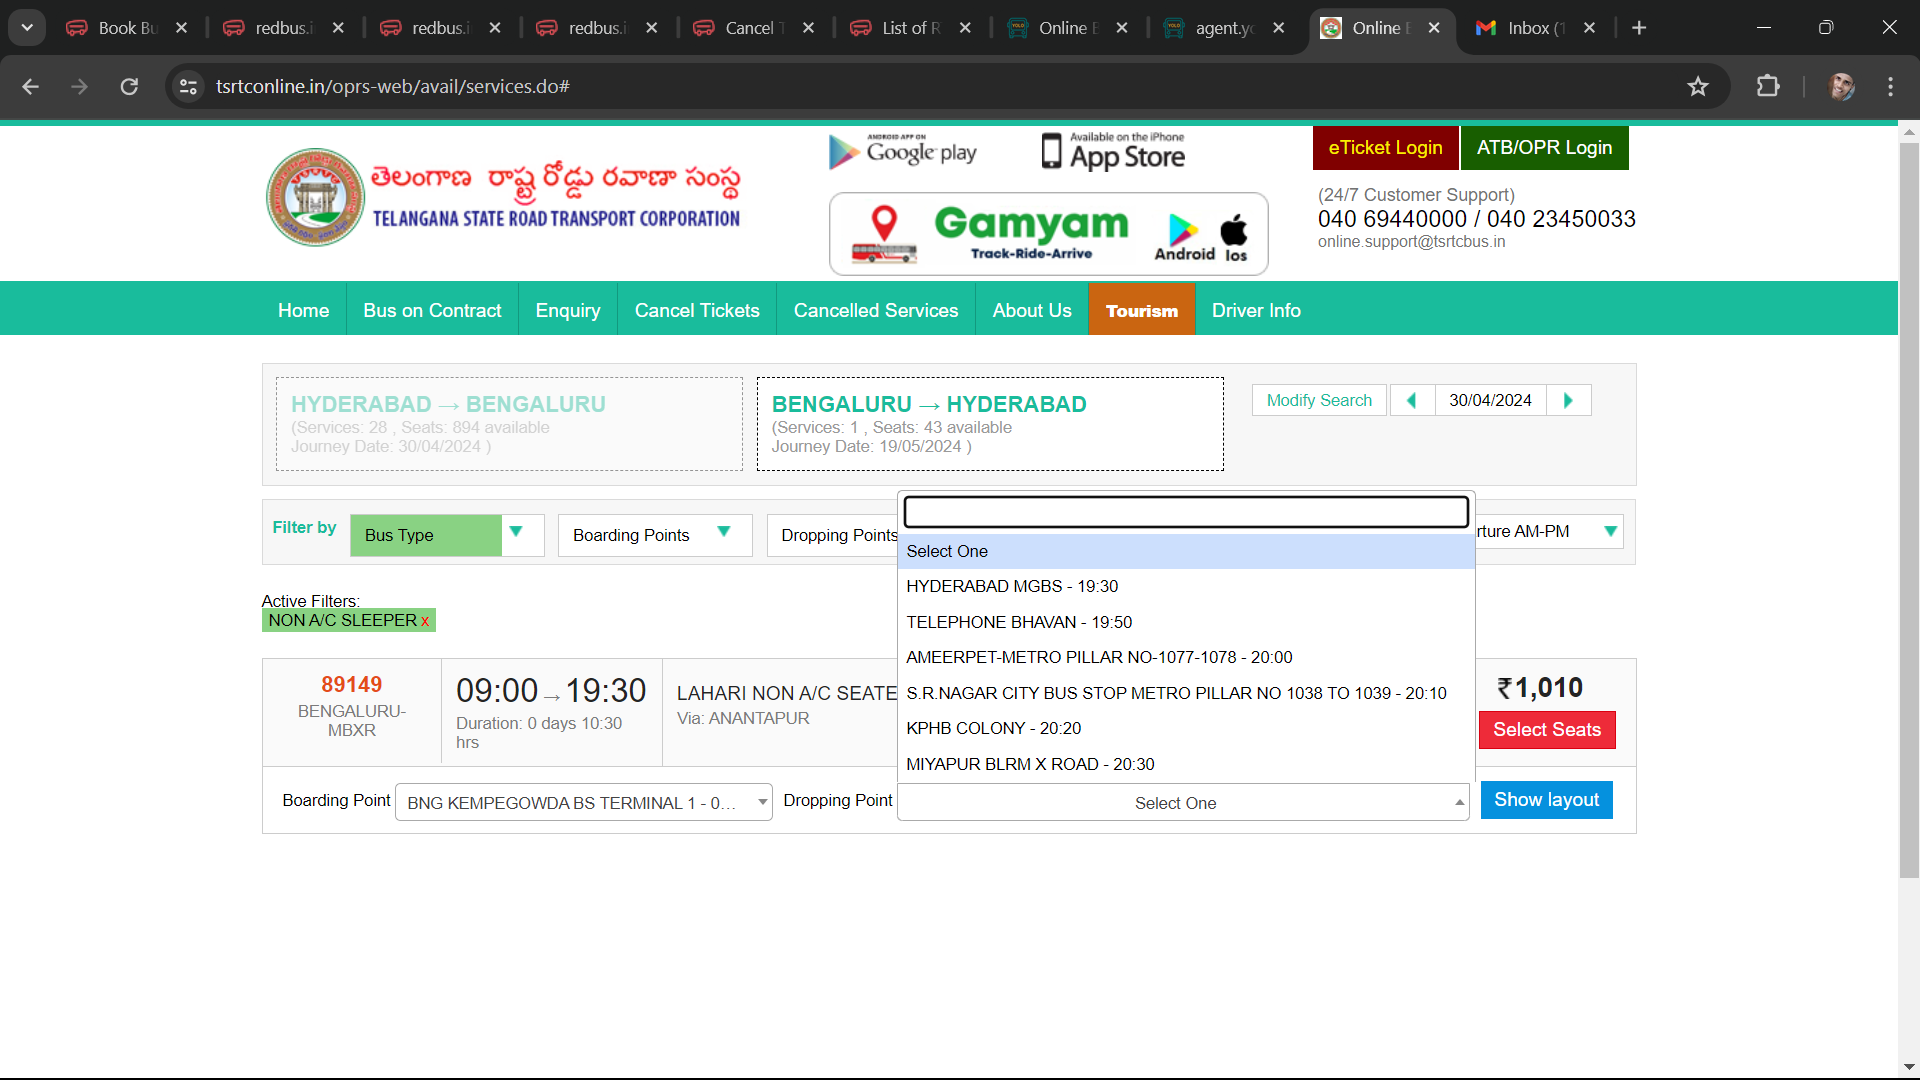 Book Bu
redbus.i
redbus.i
redbus.i
Cancel T
List of R
Online B
agent.yo
Online B
Inbox (1
tsrtconline.in/oprs-web/avail/services.do#
తెలంగాణ రాష్ట్ర రోడ్డు రవాణా సంస్థ
TELANGANA STATE ROAD TRANSPORT CORPORATION
ANDROID APP ON
Google play
Available on the iPhone
App Store
Gamyam
Track-Ride-Arrive
Android Ios
eTicket Login
ATB/OPR Login
(24/7 Customer Support)
040 69440000 / 040 23450033
online.support@tsrtcbus.in
Home
Bus on Contract
Enquiry
Cancel Tickets
Cancelled Services
About Us
Tourism
Driver Info
HYDERABAD → BENGALURU
(Services: 28 , Seats: 894 available
Journey Date: 30/04/2024 )
BENGALURU → HYDERABAD
(Services: 1 , Seats: 43 available
Journey Date: 19/05/2024 )
Modify Search
30/04/2024
Filter by
Bus Type
Boarding Points
Dropping Points
rture AM-PM
Select One
HYDERABAD MGBS - 19:30
TELEPHONE BHAVAN - 19:50
AMEERPET-METRO PILLAR NO-1077-1078 - 20:00
S.R.NAGAR CITY BUS STOP METRO PILLAR NO 1038 TO 1039 - 20:10
KPHB COLONY - 20:20
MIYAPUR BLRM X ROAD - 20:30
Active Filters:
NON A/C SLEEPER x
89149
BENGALURU-
MBXR
09:00→19:30
Duration: 0 days 10:30
hrs
LAHARI NON A/C SEATE
Via: ANANTAPUR
₹1,010
Select Seats
Boarding Point
BNG KEMPEGOWDA BS TERMINAL 1 - 0...
Dropping Point
Select One
Show layout